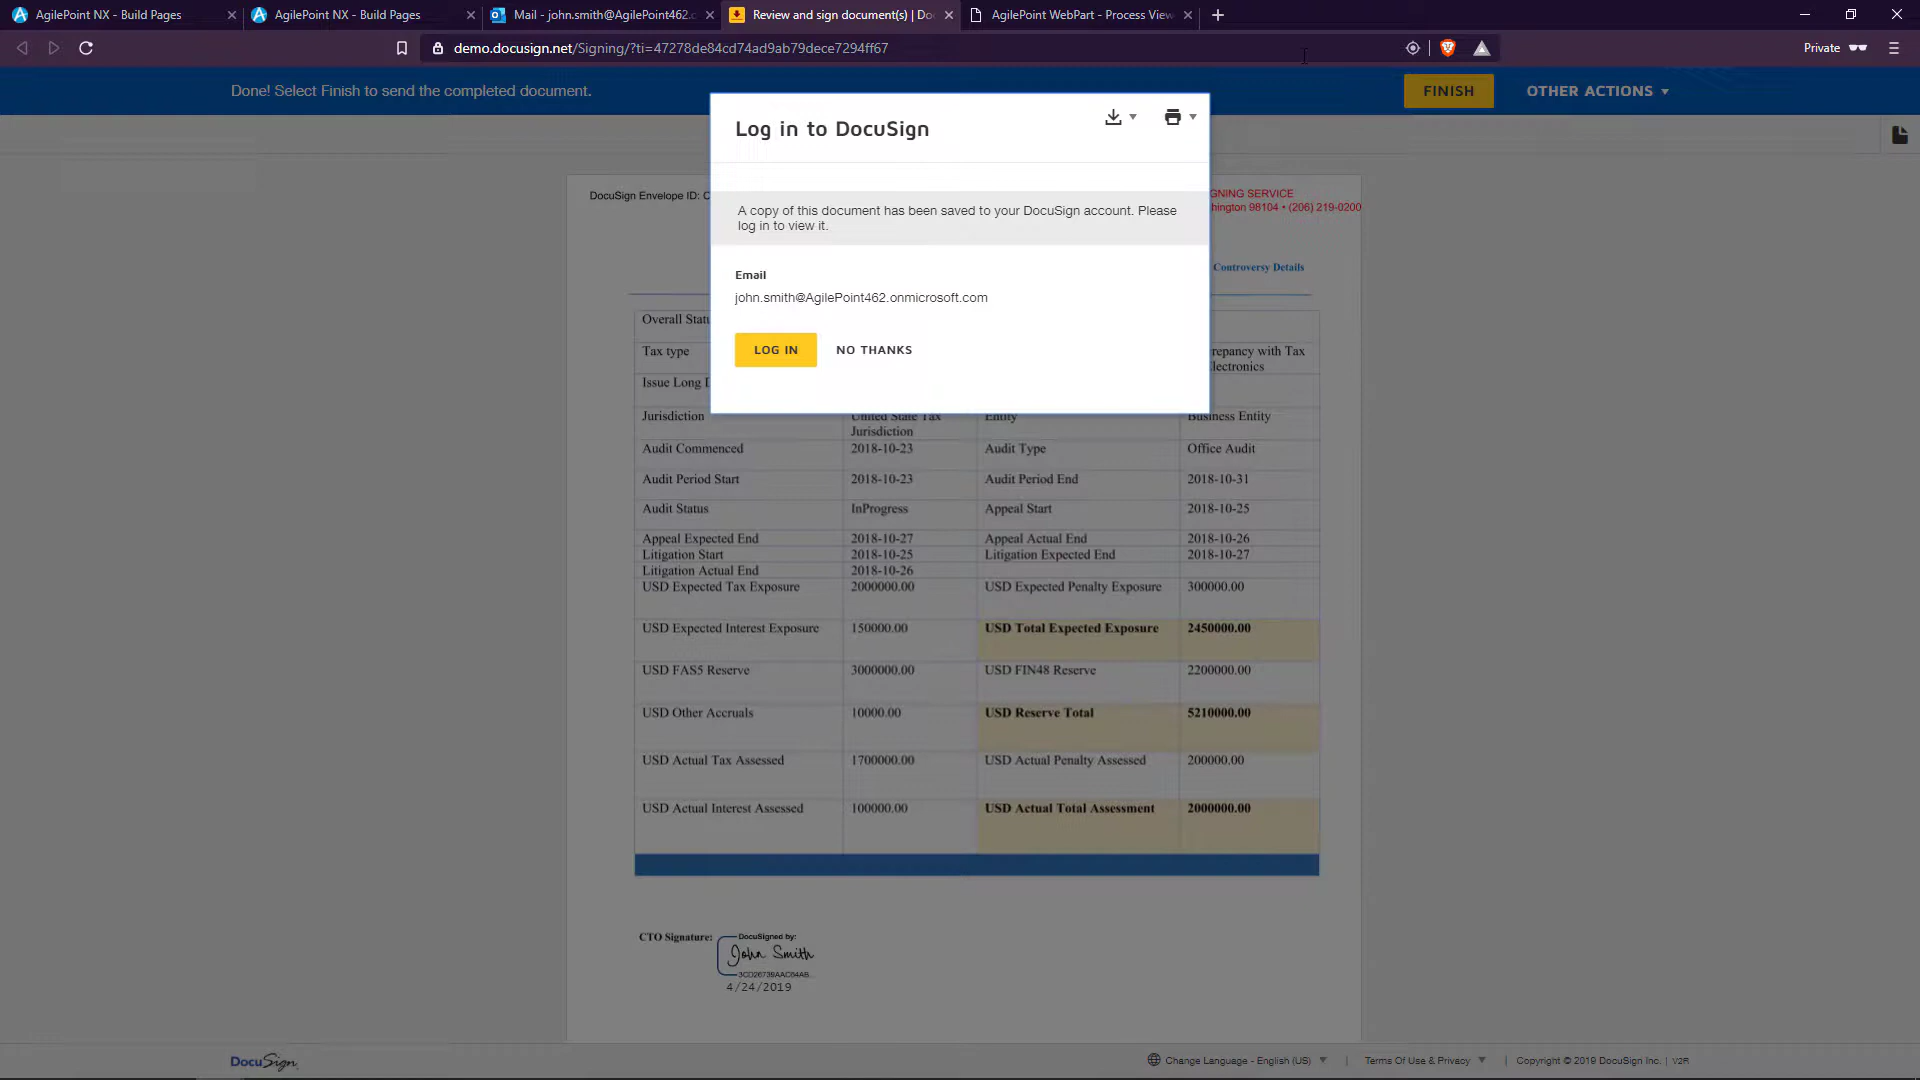 AgilePoint NX - Build Pages
AgilePoint NX - Build Pages
Mail - john.smith@AgilePoint462.c
Review and sign document(s) | Do
AgilePoint WebPart - Process View
demo.docusign.net/Signing/?ti=47278de84cd74ad9ab79dece7294ff67
Private
Done! Select Finish to send the completed document.
FINISH
OTHER ACTIONS
Log in to DocuSign
A copy of this document has been saved to your DocuSign account. Please
log in to view it.
Email
john.smith@AgilePoint462.onmicrosoft.com
LOG IN
NO THANKS
DocuSign Envelope ID: C
GNING SERVICE
hington 98104 • (206) 219-0200
Controversy Details
Overall Statu
Tax type
repancy with Tax
lectronics
Issue Long D
Jurisdiction
United State Tax
Jurisdiction
Entity
Business Entity
Audit Commenced
2018-10-23
Audit Type
Office Audit
Audit Period Start
2018-10-23
Audit Period End
2018-10-31
Audit Status
InProgress
Appeal Start
2018-10-25
Appeal Expected End
2018-10-27
Appeal Actual End
2018-10-26
Litigation Start
2018-10-25
Litigation Expected End
2018-10-27
Litigation Actual End
2018-10-26
USD Expected Tax Exposure
2000000.00
USD Expected Penalty Exposure
300000.00
USD Expected Interest Exposure
150000.00
USD Total Expected Exposure
2450000.00
USD FAS5 Reserve
3000000.00
USD FIN48 Reserve
2200000.00
USD Other Accruals
10000.00
USD Reserve Total
5210000.00
USD Actual Tax Assessed
1700000.00
USD Actual Penalty Assessed
200000.00
USD Actual Interest Assessed
100000.00
USD Actual Total Assessment
2000000.00
CTO Signature:
DocuSigned by:
John Smith
3CD26739AAC64AB...
4/24/2019
DocuSign
Change Language - English (US)
Terms Of Use & Privacy
Copyright © 2019 DocuSign Inc. | V2R